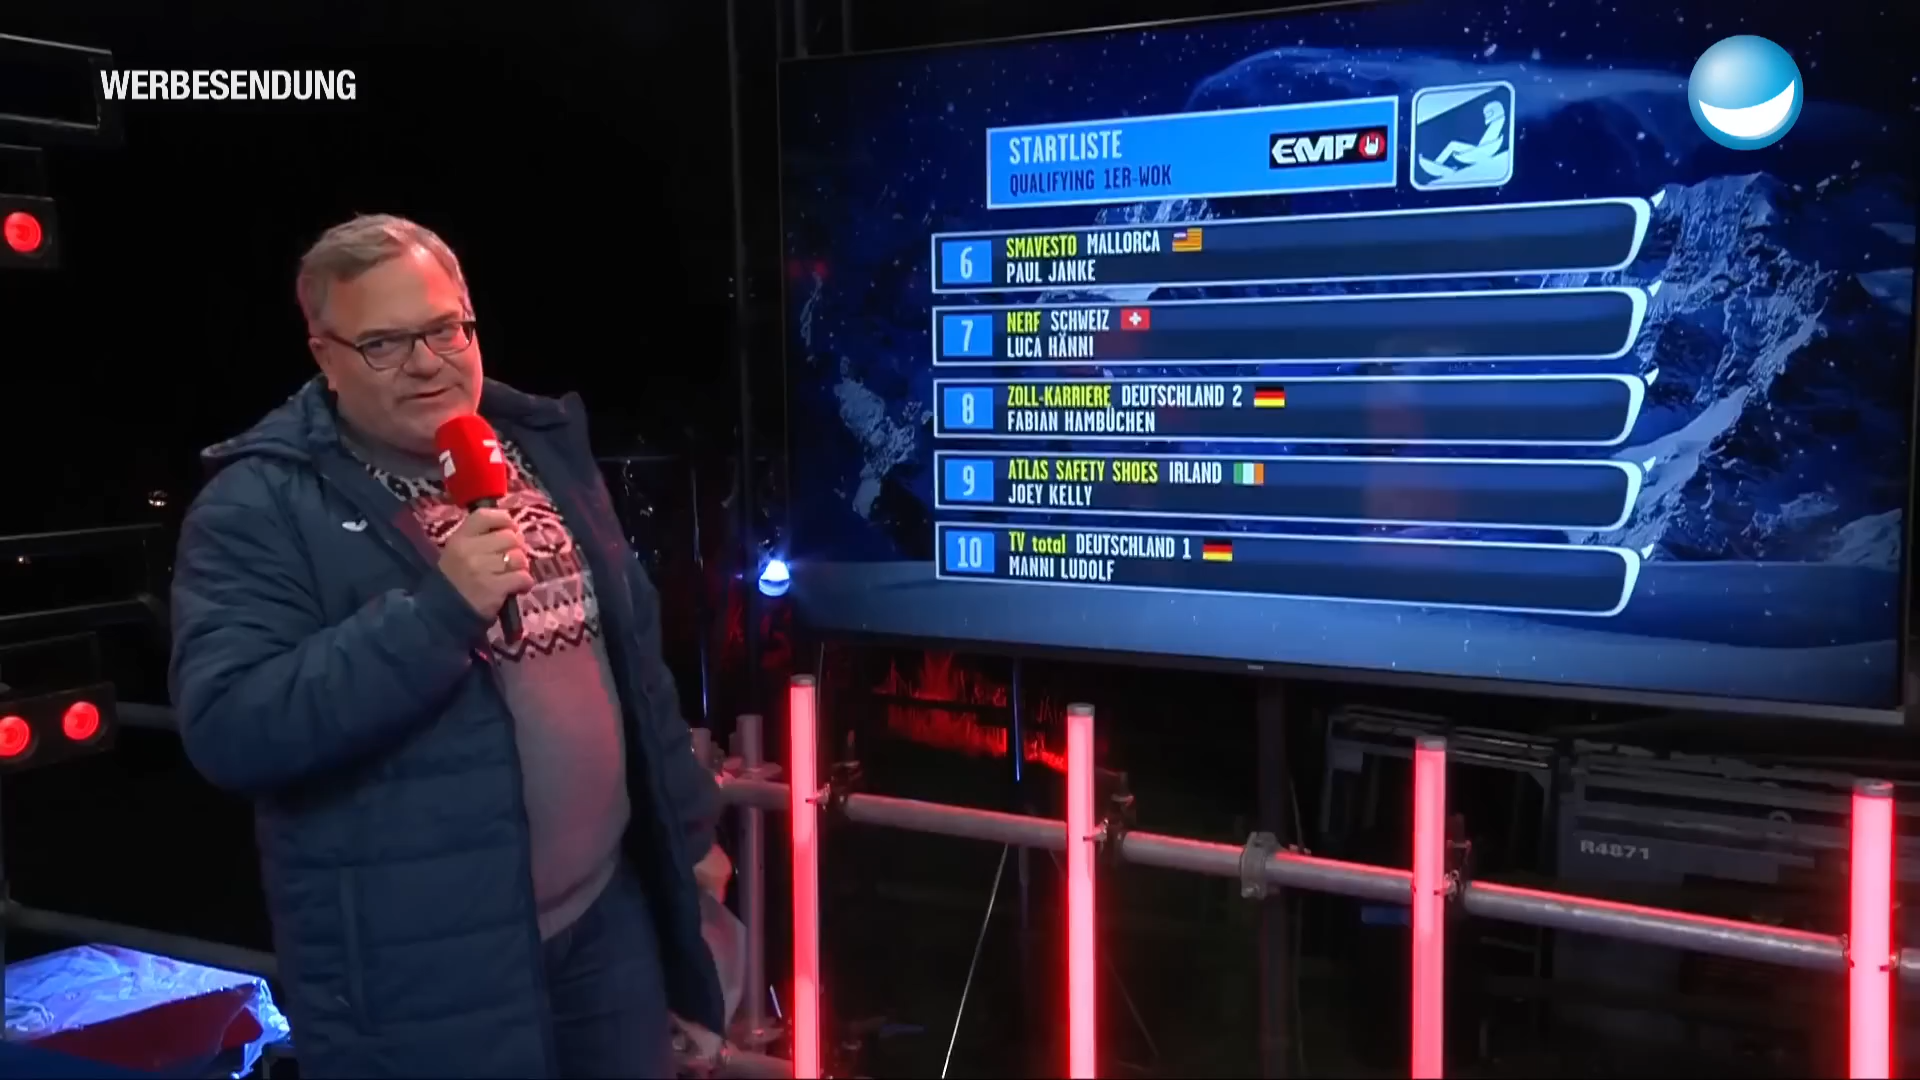 WERBESENDUNG
STARTLISTE
QUALIFYING 1ER-WOK
EMP
6
SMAVESTO MALLORCA
PAUL JANKE
7
NERF SCHWEIZ
LUCA HÄNNI
8
ZOLL-KARRIERE DEUTSCHLAND 2
FABIAN HAMBÜCHEN
9
ATLAS SAFETY SHOES IRLAND
JOEY KELLY
10
TV total DEUTSCHLAND 1
MANNI LUDOLF
7
R4871